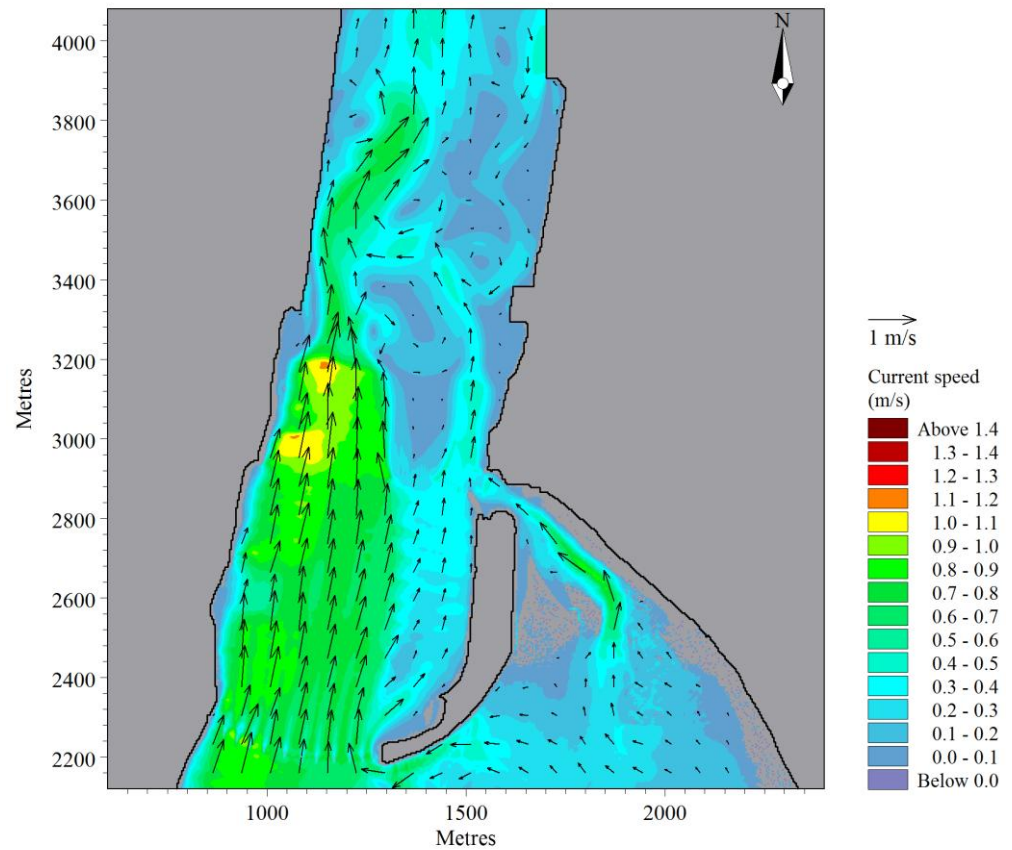 N
4000
3800
3600
3400
3200
3000
2800
2600
2400
2200
Metres
1000
1500
2000
Metres
1 m/s
Current speed
(m/s)
Above 1.4
1.3 - 1.4
1.2 - 1.3
1.1 - 1.2
1.0 - 1.1
0.9 - 1.0
0.8 - 0.9
0.7 - 0.8
0.6 - 0.7
0.5 - 0.6
0.4 - 0.5
0.3 - 0.4
0.2 - 0.3
0.1 - 0.2
0.0 - 0.1
Below 0.0